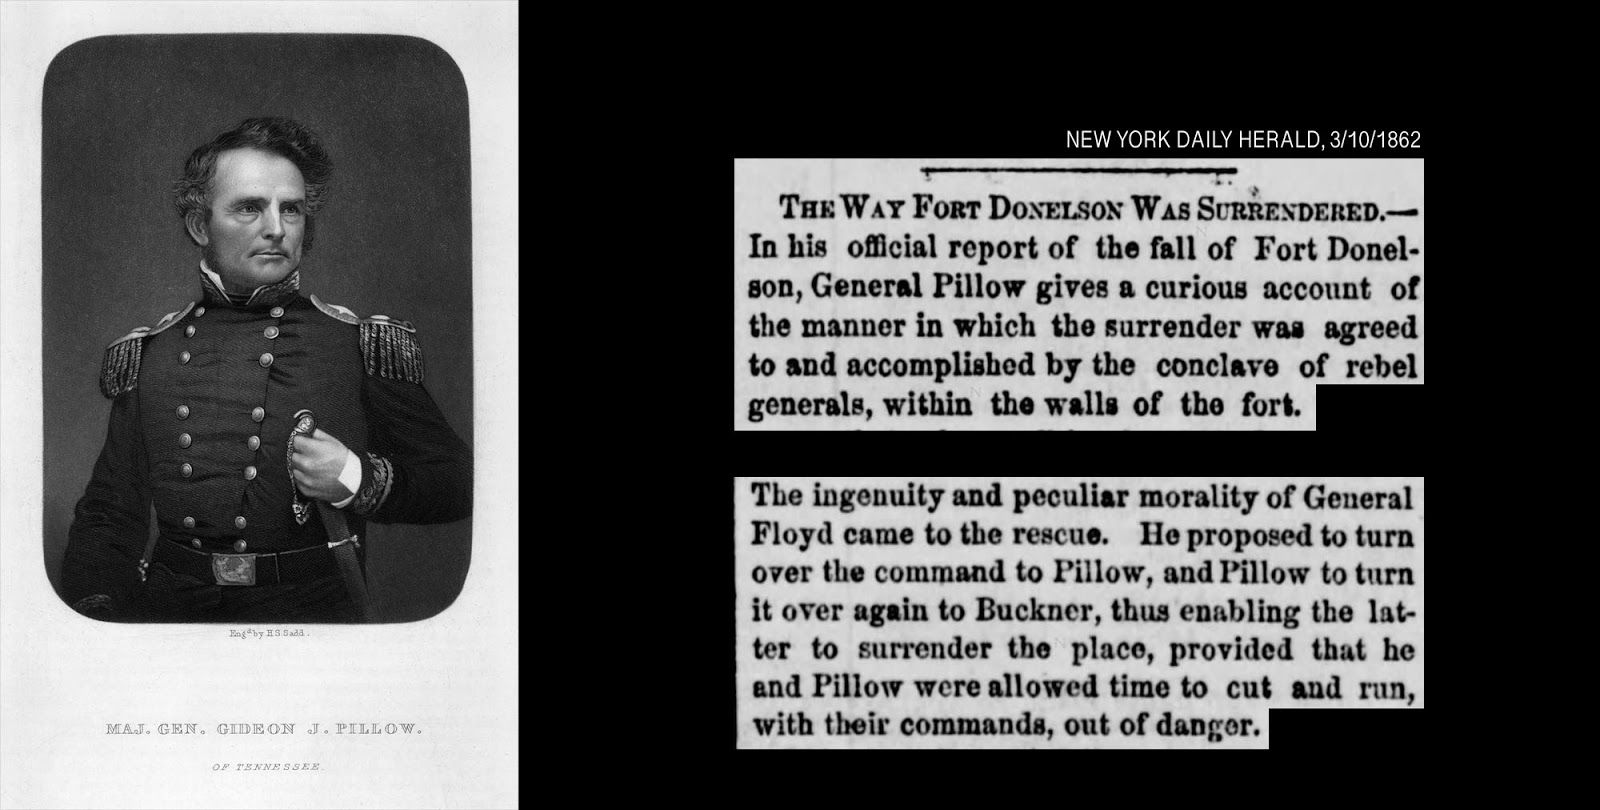 Engd by H.S. Sadd.
MAJ. GEN. GIDEON J. PILLOW.
OF TENNESSEE.
NEW YORK DAILY HERALD, 3/10/1862
THE WAY FORT DONELSON WAS SURRENDERED.—
In his official report of the fall of Fort Donel-
son, General Pillow gives a curious account of
the manner in which the surrender was agreed
to and accomplished by the conclave of rebel
generals, within the walls of the fort.
The ingenuity and peculiar morality of General
Floyd came to the rescue. He proposed to turn
over the command to Pillow, and Pillow to turn
it over again to Buckner, thus enabling the lat-
ter to surrender the place, provided that he
and Pillow were allowed time to cut and run,
with their commands, out of danger.